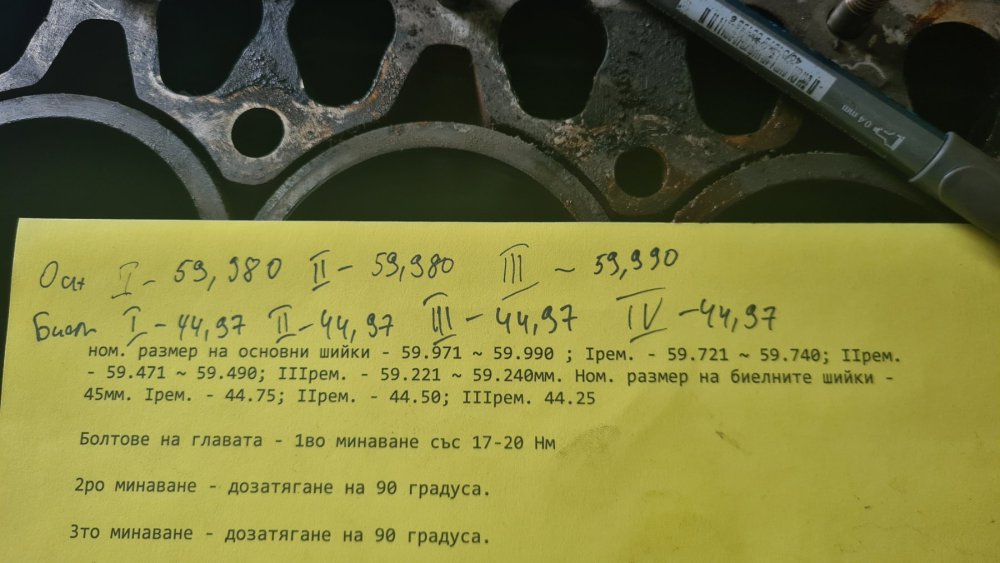 0.4 mm
Осн I - 59,980 II - 59,980 III - 59,990
Биел I - 44,97 II - 44,97 III - 44,97 IV - 44,97
ном. размер на основни шийки - 59.971 ~ 59.990 ; Iрем. - 59.721 ~ 59.740; IIрем.
- 59.471 ~ 59.490; IIIрем. - 59.221 ~ 59.240мм. Ном. размер на биелните шийки -
45мм. Iрем. - 44.75; IIрем. - 44.50; IIIрем. 44.25
Болтове на главата - 1во минаване със 17-20 Нм
2ро минаване - дозатягане на 90 градуса.
3то минаване - дозатягане на 90 градуса.